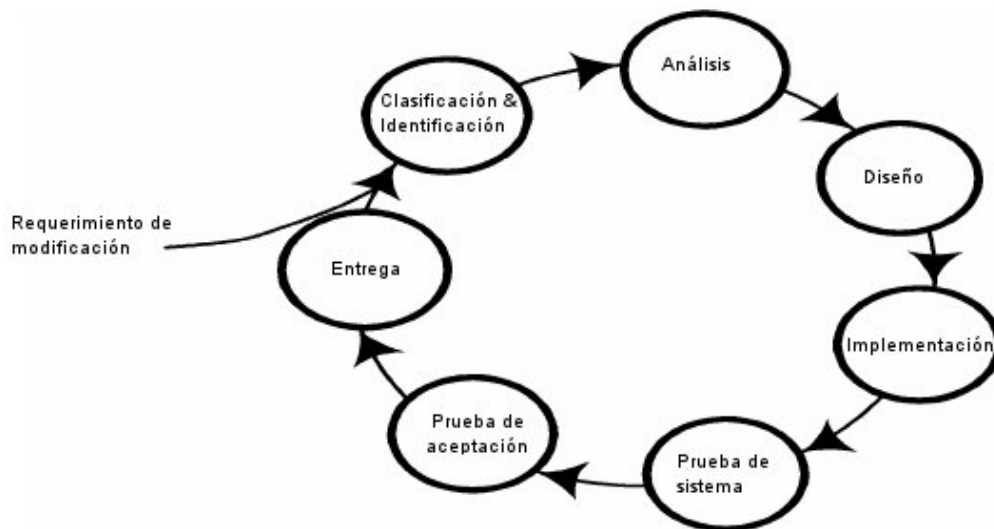 Clasificación &
Identificación
Análisis
Diseño
Implementación
Prueba de
sistema
Prueba de
aceptación
Entrega
Requerimiento de
modificación